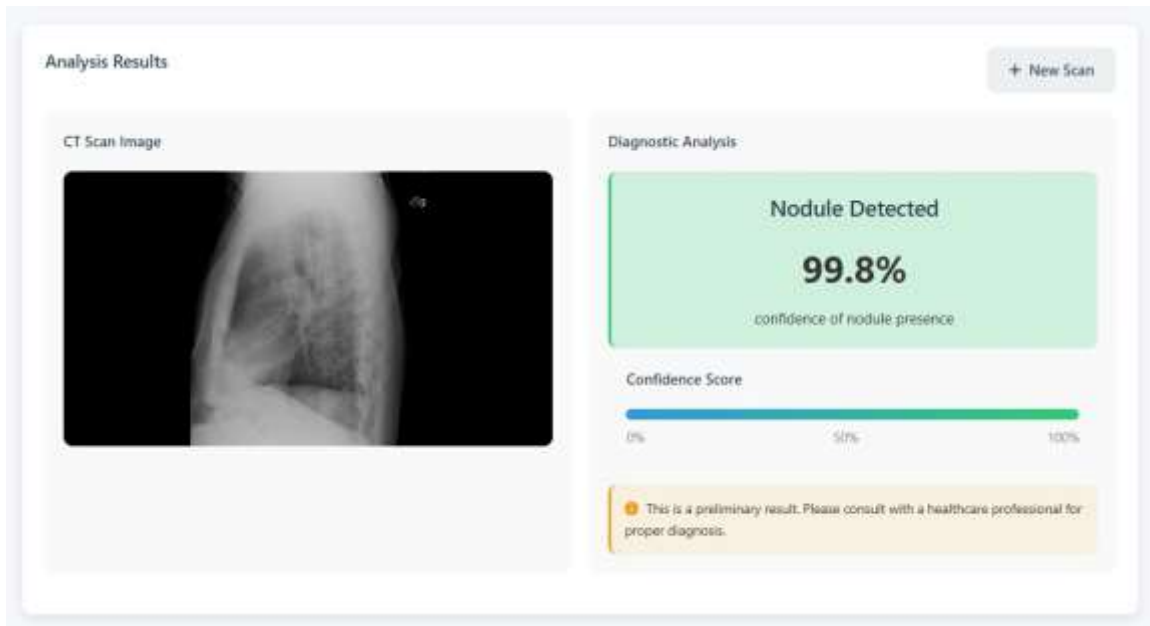 Analysis Results
+ New Scan
CT Scan Image
Diagnostic Analysis
Nodule Detected
99.8%
confidence of nodule presence
Confidence Score
0% 50% 100%
This is a preliminary result. Please consult with a healthcare professional for
proper diagnosis.